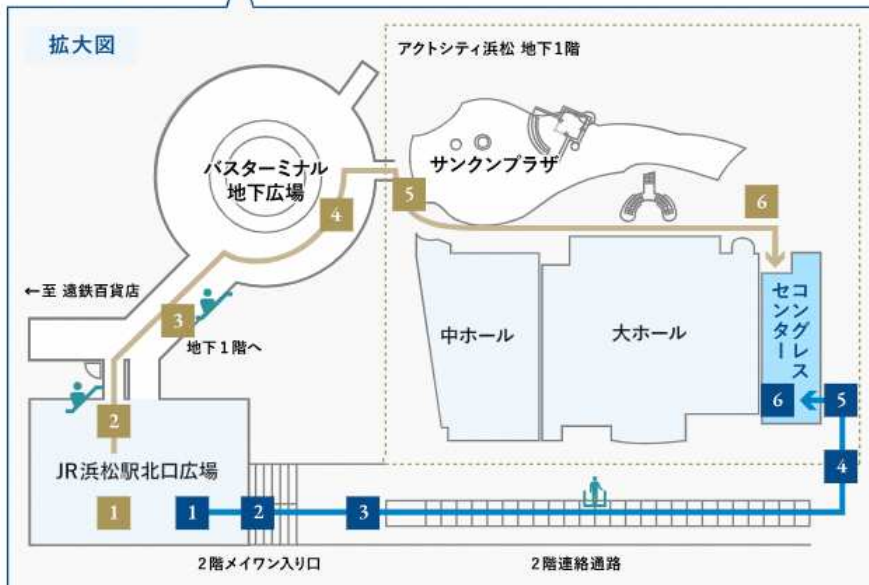 拡大図
アクトシティ浜松 地下1階
バスターミナル
地下広場
サンクンプラザ
4
5
6
←至 遠鉄百貨店
3
地下1階へ
中ホール
大ホール
コングレス
センター
2
6
5
JR浜松駅北口広場
4
1
1
2
3
2階メイワン入り口
2階連絡通路